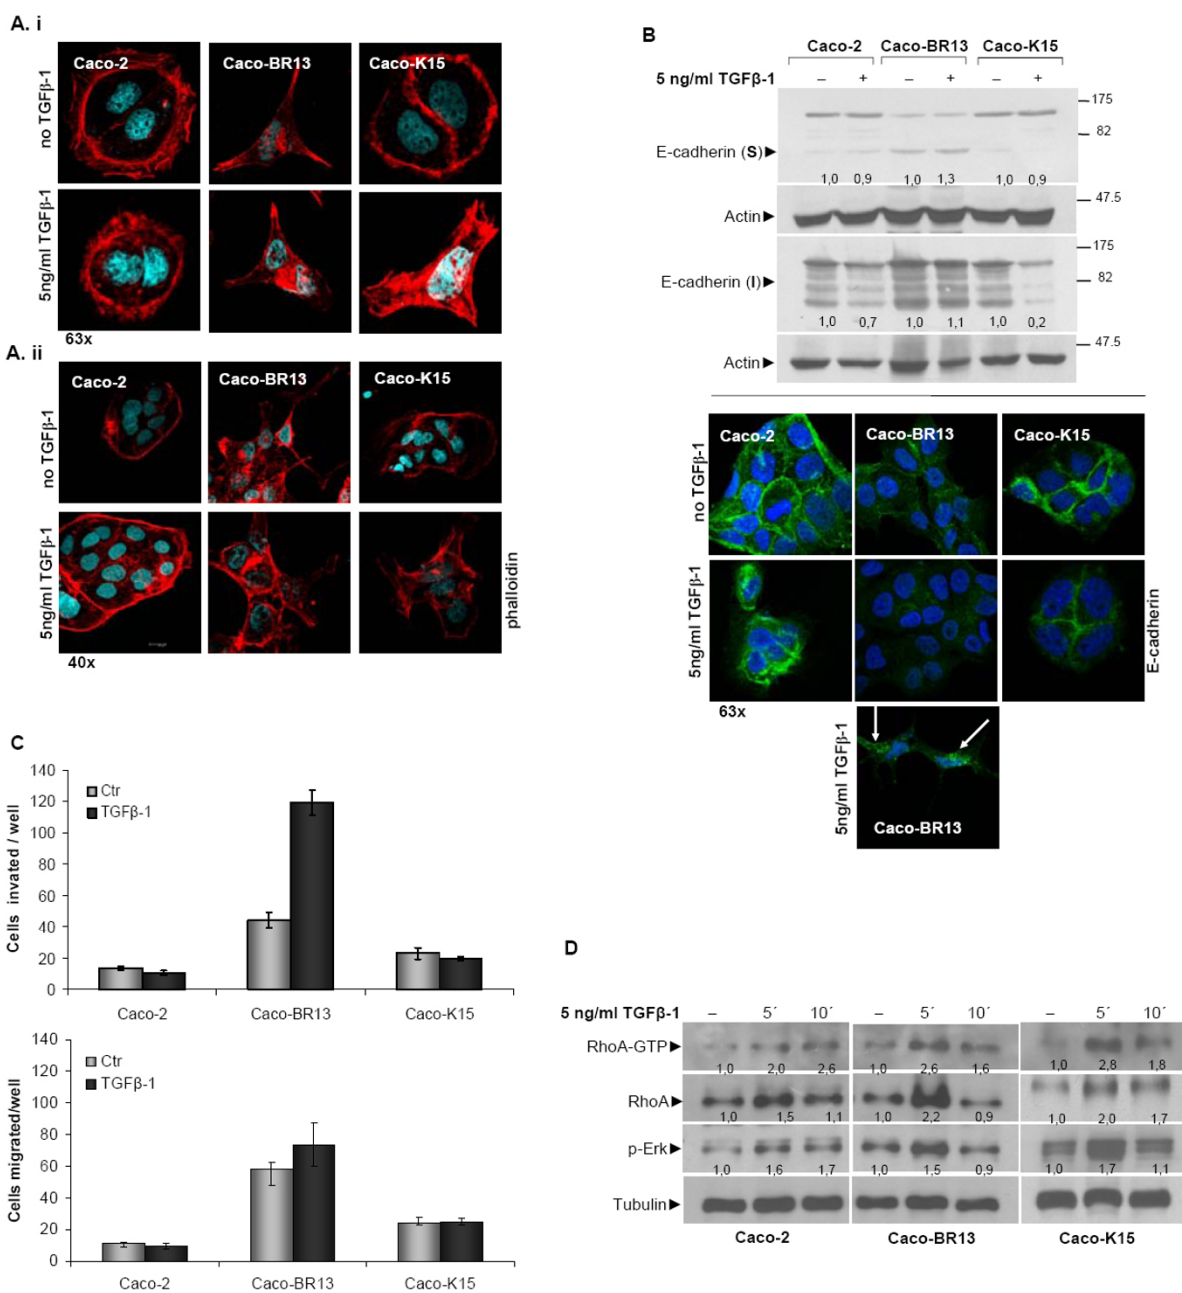 A. i
Caco-2
Caco-BR13
Caco-K15
no TGFβ-1
5ng/ml TGFβ-1
63x
A. ii
Caco-2
Caco-BR13
Caco-K15
no TGFβ-1
5ng/ml TGFβ-1
phalloidin
40x
B
Caco-2 Caco-BR13 Caco-K15
5 ng/ml TGFβ-1 – + – + – +
175
82
E-cadherin (S)
1,0 0,9 1,0 1,3 1,0 0,9
47.5
Actin
175
E-cadherin (I)
82
1,0 0,7 1,0 1,1 1,0 0,2
47.5
Actin
Caco-2
Caco-BR13
Caco-K15
no TGFβ-1
5ng/ml TGFβ-1
E-cadherin
63x
5ng/ml TGFβ-1
Caco-BR13
C
Cells invated / well
140
120
100
80
60
40
20
0
Ctr
TGFβ-1
Caco-2 Caco-BR13 Caco-K15
Cells migrated/well
140
120
100
80
60
40
20
0
Ctr
TGFβ-1
Caco-2 Caco-BR13 Caco-K15
D
5 ng/ml TGFβ-1 – 5´ 10´ – 5´ 10´ – 5´ 10´
RhoA-GTP
1,0 2,0 2,6 1,0 2,6 1,6 1,0 2,8 1,8
RhoA
1,0 1,5 1,1 1,0 2,2 0,9 1,0 2,0 1,7
p-Erk
1,0 1,6 1,7 1,0 1,5 0,9 1,0 1,7 1,1
Tubulin
Caco-2 Caco-BR13 Caco-K15